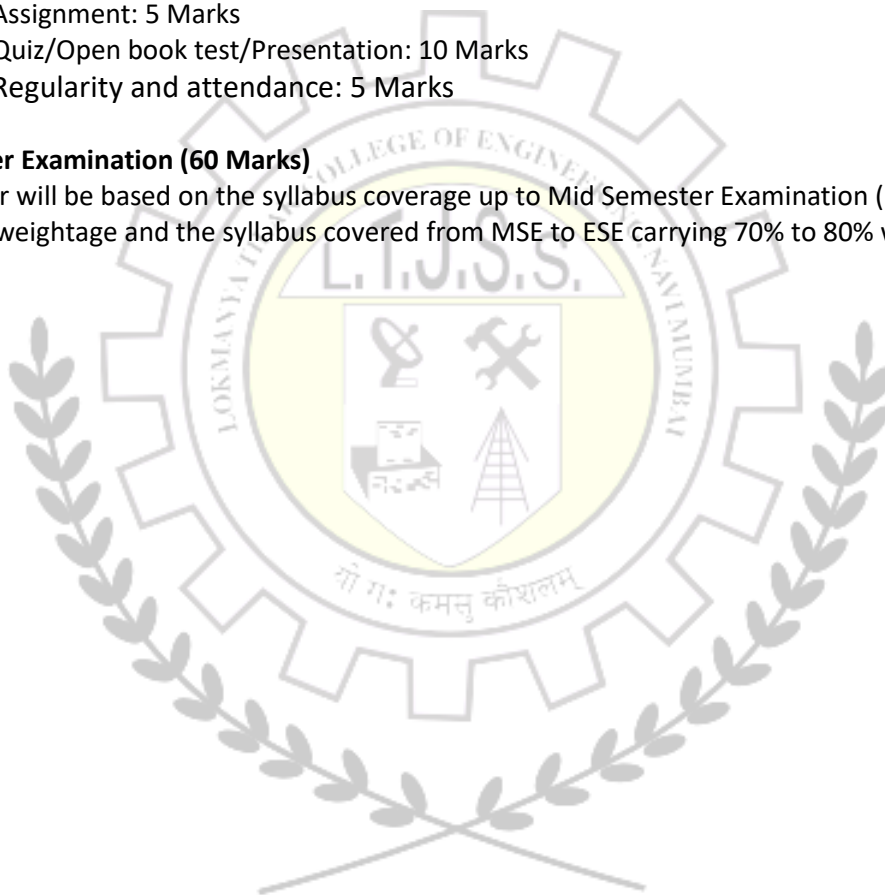 Assignment: 5 Marks
Quiz/Open book test/Presentation: 10 Marks
Regularity and attendance: 5 Marks
er Examination (60 Marks)
r will be based on the syllabus coverage up to Mid Semester Examination (
weightage and the syllabus covered from MSE to ESE carrying 70% to 80%
LOKMANYA COLLEGE OF ENGINEERING NAVI MUMBAI
L.T.J.S.S.
यो ग: कमसु कौशलम्